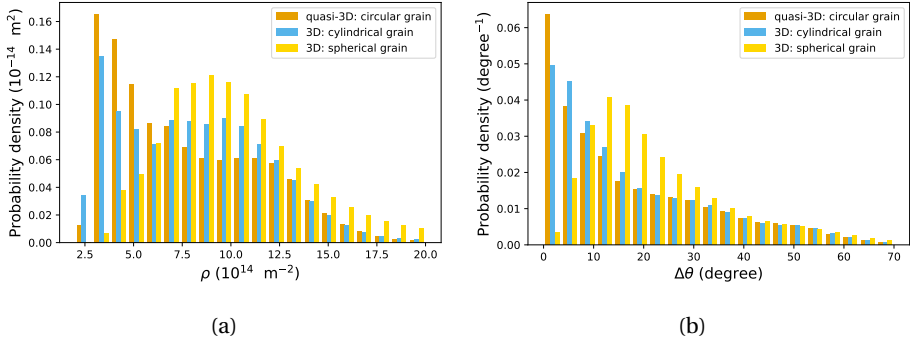 quasi-3D: circular grain
3D: cylindrical grain
3D: spherical grain
Probability density (10⁻¹⁴ m²)
0.16
0.14
0.12
0.10
0.08
0.06
0.04
0.02
0.00
2.5 5.0 7.5 10.0 12.5 15.0 17.5 20.0
ρ (10¹⁴ m⁻²)
(a)
quasi-3D: circular grain
3D: cylindrical grain
3D: spherical grain
Probability density (degree⁻¹)
0.06
0.05
0.04
0.03
0.02
0.01
0.00
0 10 20 30 40 50 60 70
Δθ (degree)
(b)